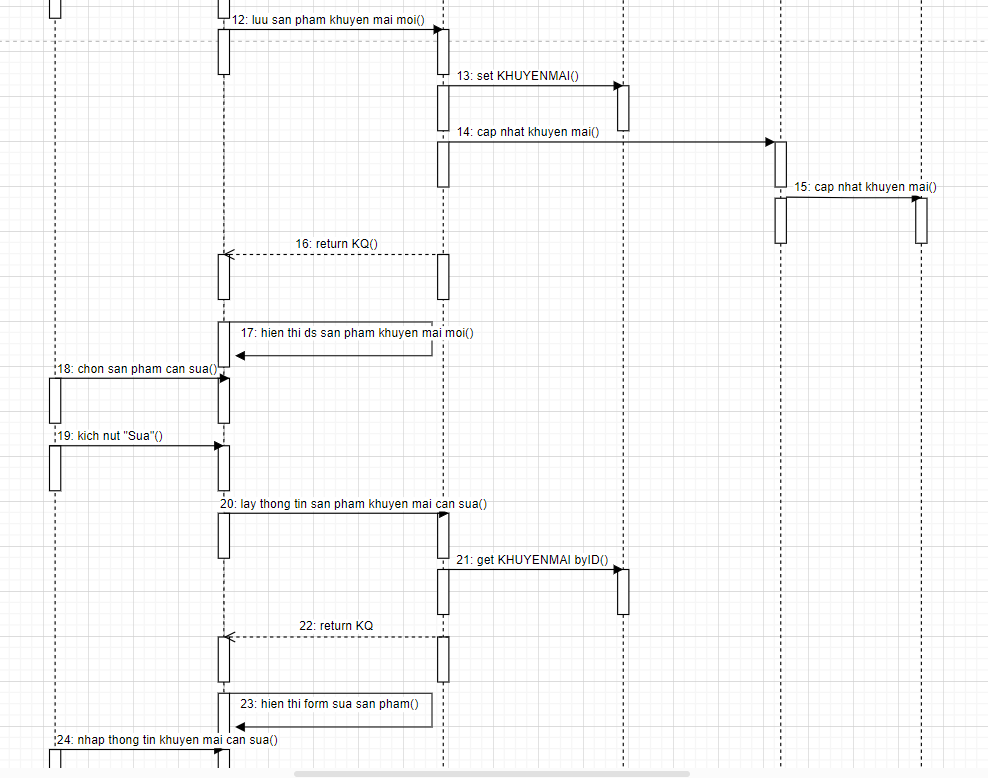 12: luu san pham khuyen mai moi()
13: set KHUYENMAI()
14: cap nhat khuyen mai()
15: cap nhat khuyen mai()
16: return KQ()
17: hien thi ds san pham khuyen mai moi()
18: chon san pham can sua()
19: kich nut "Sua"()
20: lay thong tin san pham khuyen mai can sua()
21: get KHUYENMAI byID()
22: return KQ
23: hien thi form sua san pham()
24: nhap thong tin khuyen mai can sua()